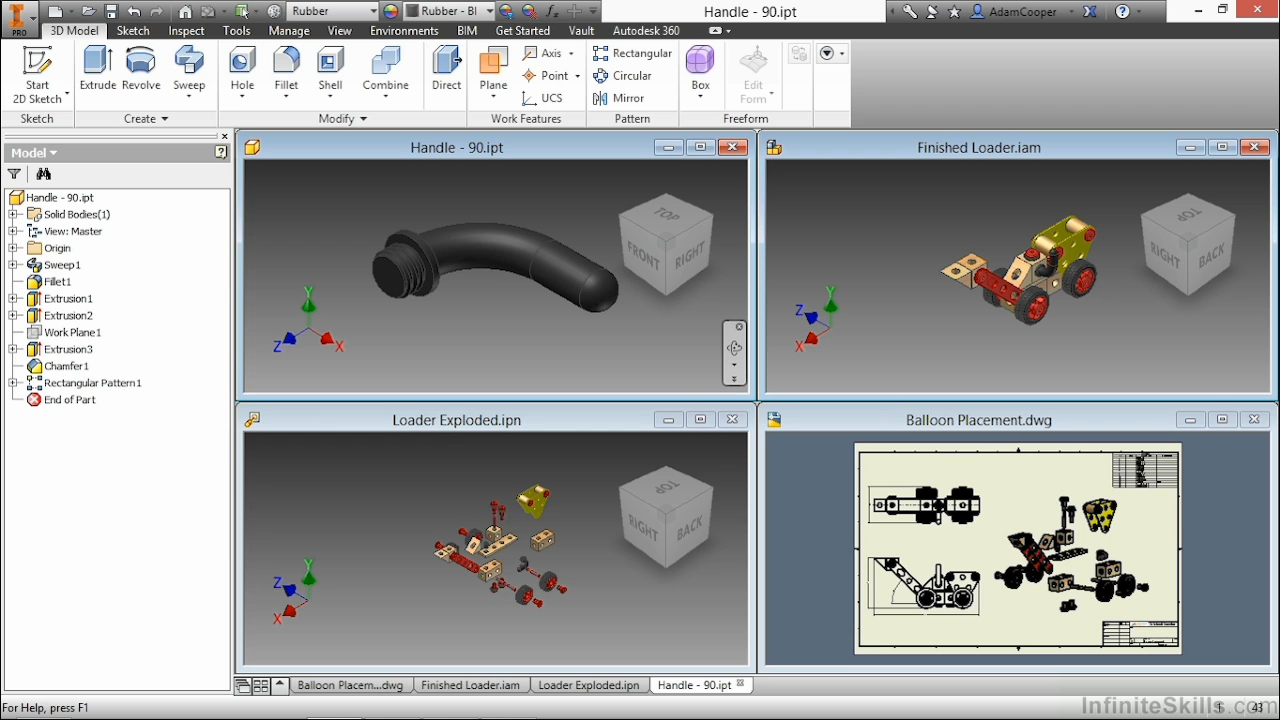 Rubber
Rubber - Bl
Handle - 90.ipt
AdamCooper
PRO
3D Model
Sketch
Inspect
Tools
Manage
View
Environments
BIM
Get Started
Vault
Autodesk 360
Start
2D Sketch
Extrude
Revolve
Sweep
Hole
Fillet
Shell
Combine
Direct
Plane
Axis
Point
UCS
Rectangular
Circular
Mirror
Box
Edit
Form
Sketch
Create
Modify
Work Features
Pattern
Freeform
Model
Handle - 90.ipt
Solid Bodies(1)
View: Master
Origin
Sweep1
Fillet1
Extrusion1
Extrusion2
Work Plane1
Extrusion3
Chamfer1
Rectangular Pattern1
End of Part
Handle - 90.ipt
TOP
FRONT
RIGHT
Y
Z
X
Finished Loader.iam
TOP
RIGHT
BACK
Y
Z
X
Loader Exploded.ipn
TOP
RIGHT
BACK
Y
Z
X
Balloon Placement.dwg
Balloon Placem...dwg
Finished Loader.iam
Loader Exploded.ipn
Handle - 90.ipt
For Help, press F1
InfiniteSkills.com
1
43